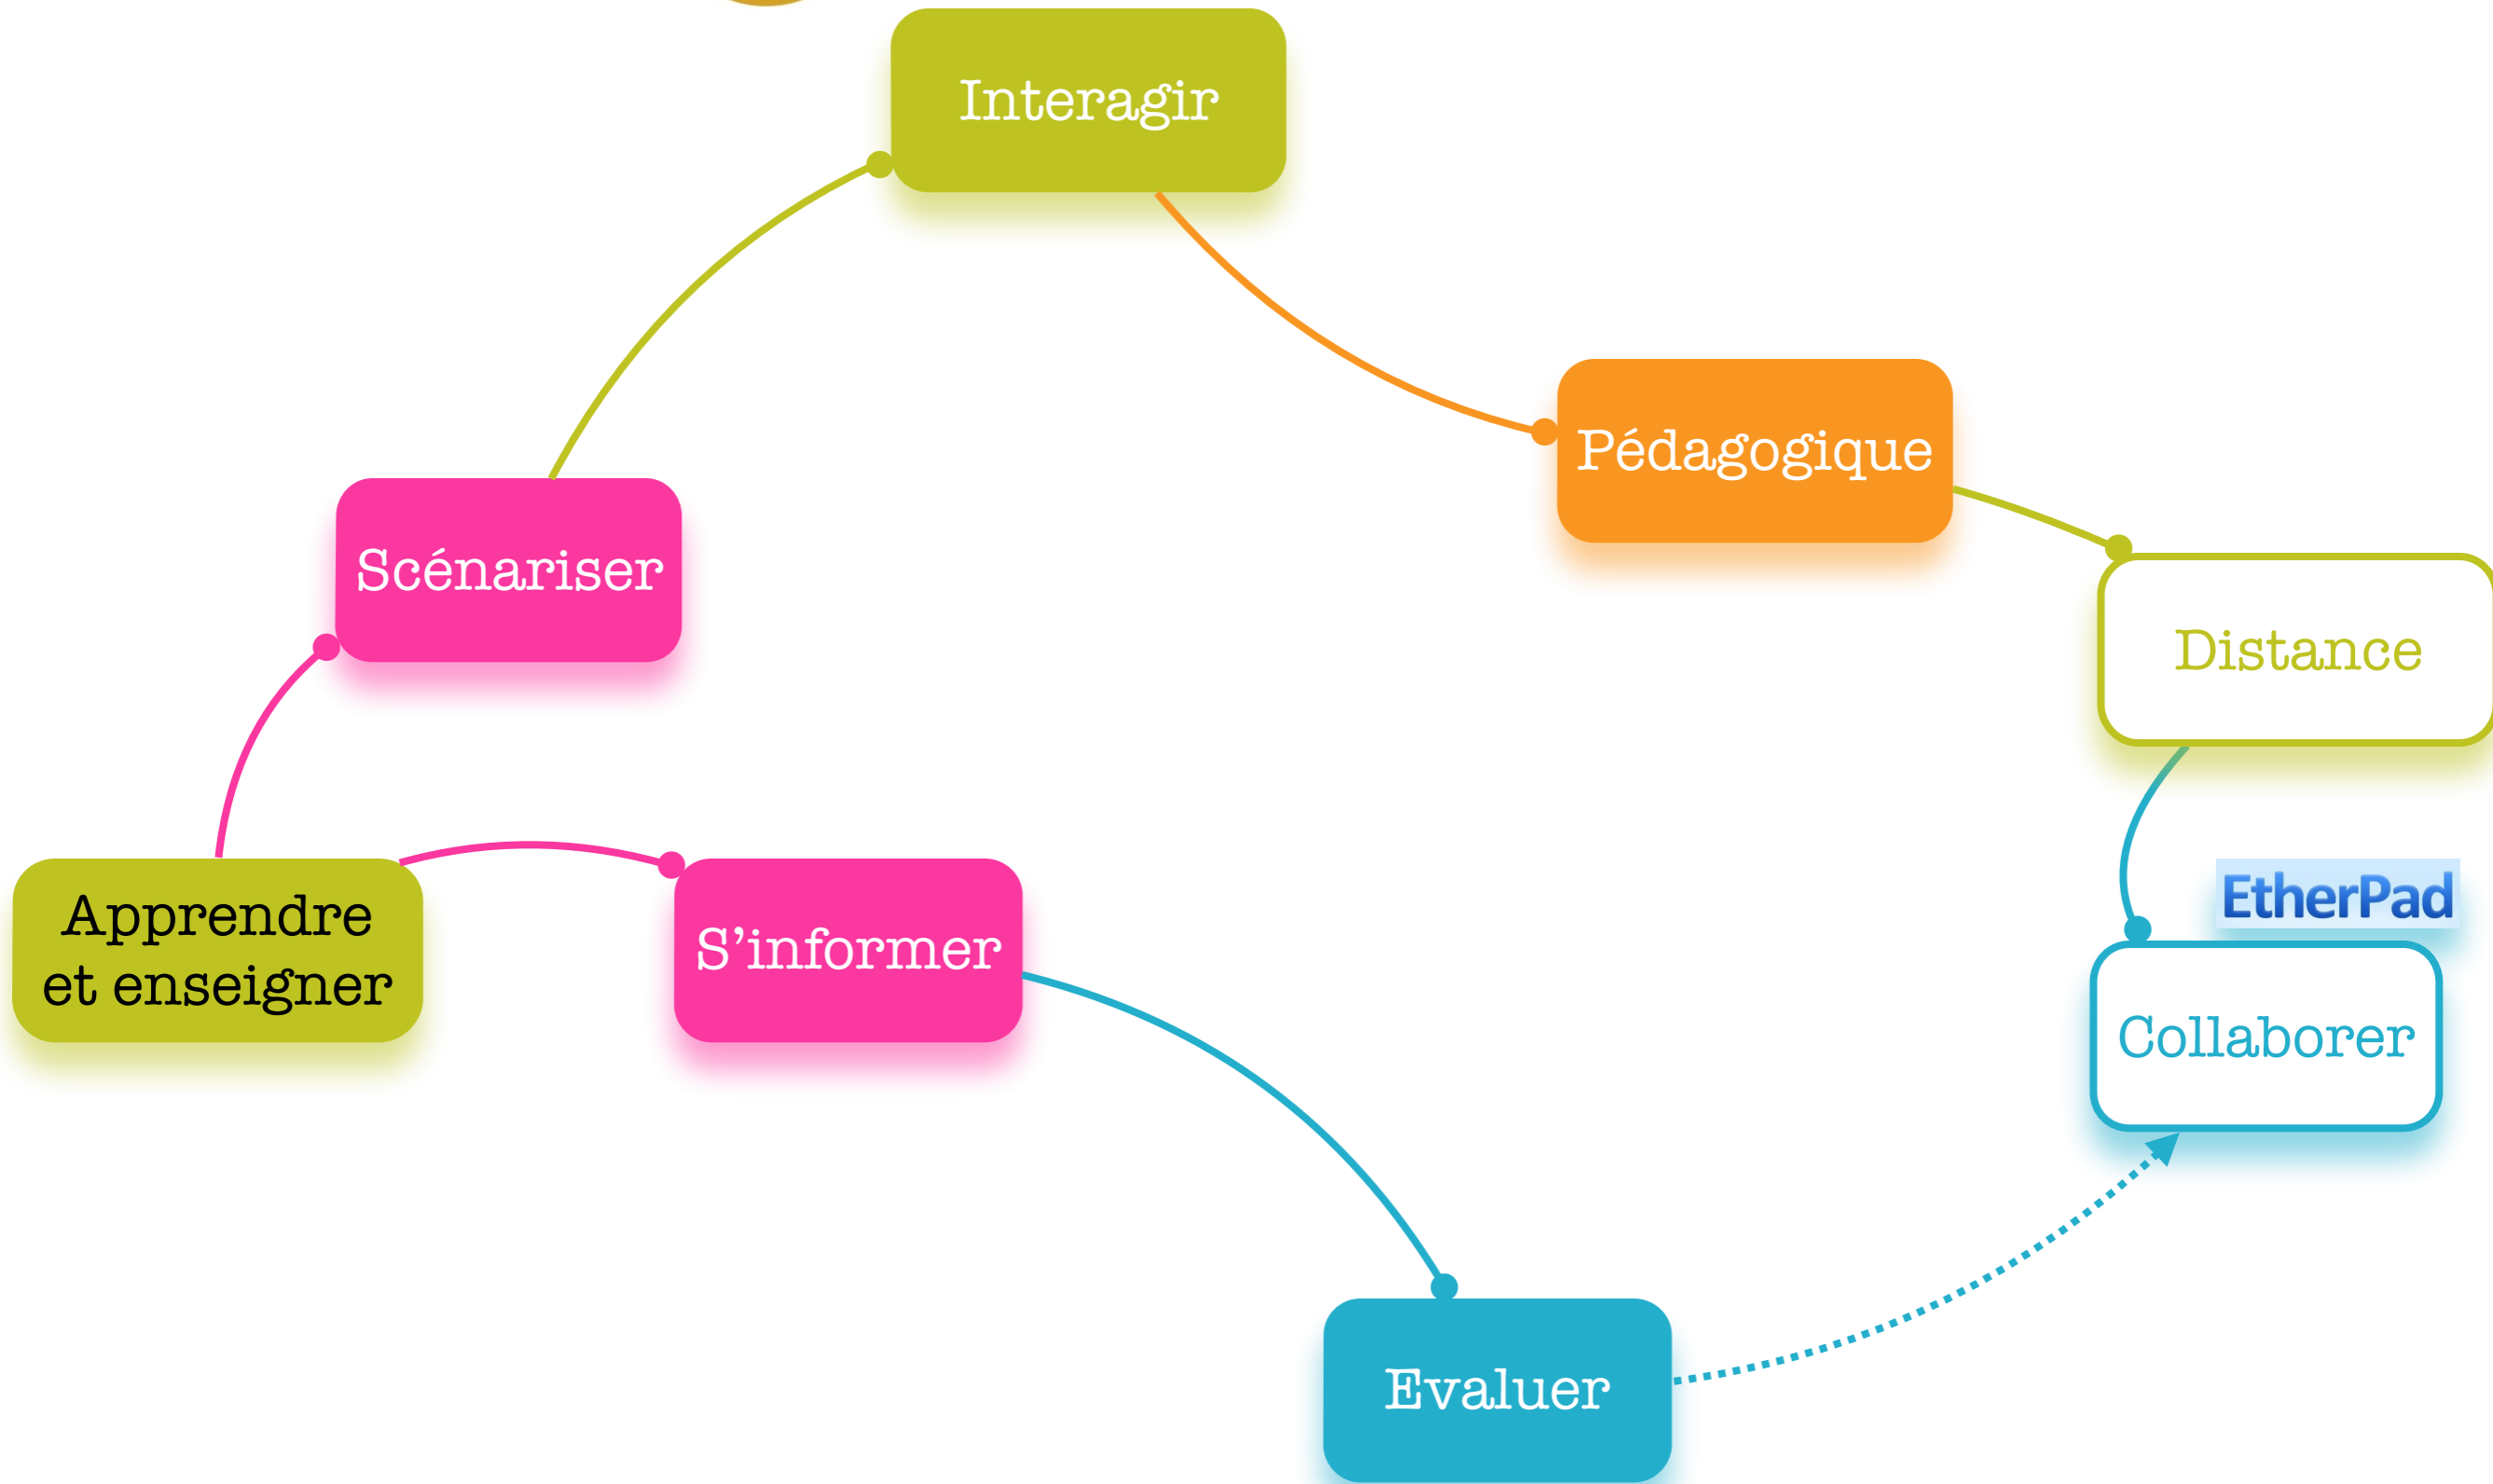 Interagir
Pédagogique
Scénariser
Distance
Apprendre
et enseigner
S’informer
EtherPad
Collaborer
Evaluer